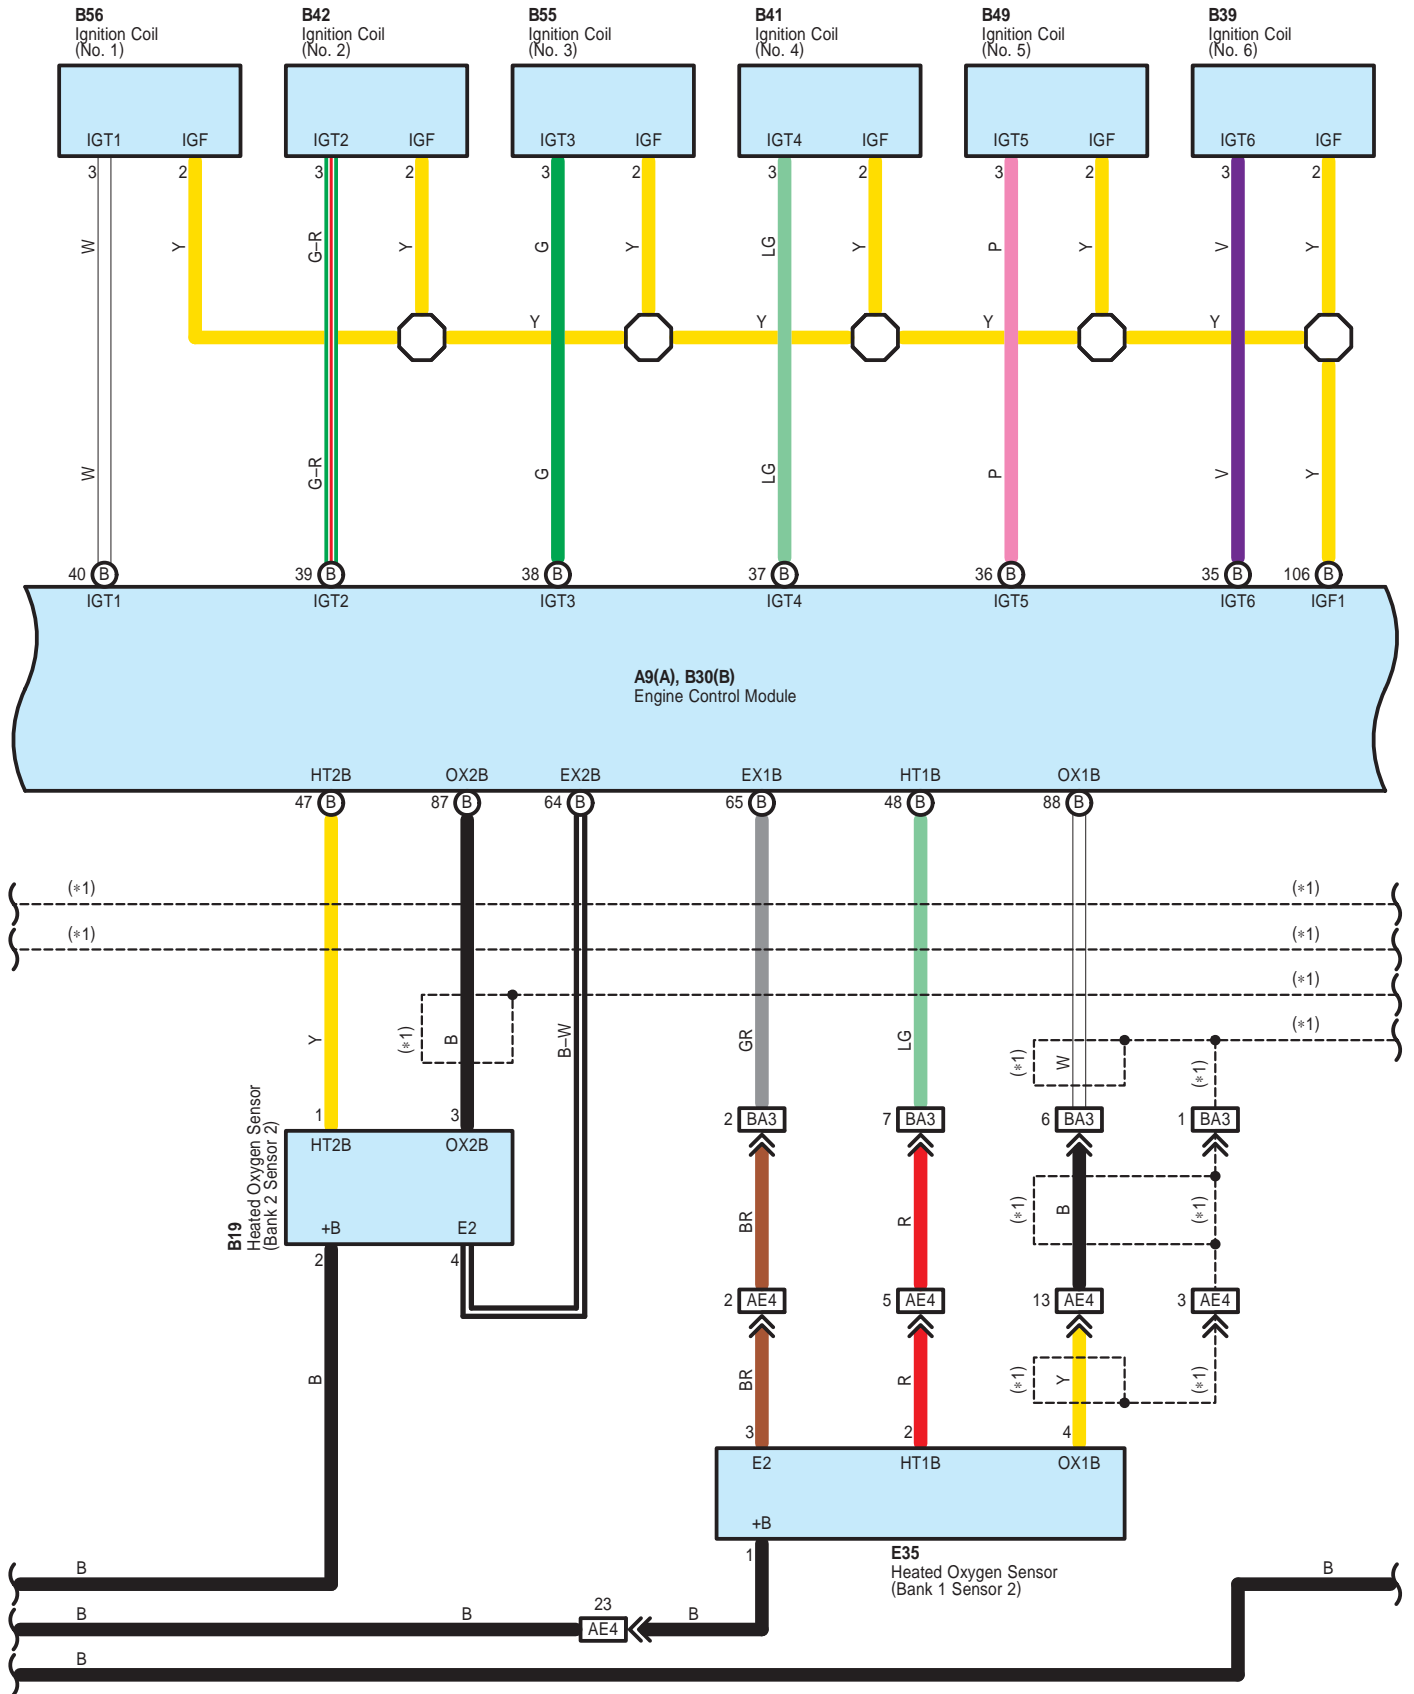 B56
Ignition Coil
(No. 1)
B42
Ignition Coil
(No. 2)
B55
Ignition Coil
(No. 3)
B41
Ignition Coil
(No. 4)
B49
Ignition Coil
(No. 5)
B39
Ignition Coil
(No. 6)
IGT1 IGF IGT2 IGF IGT3 IGF IGT4 IGF IGT5 IGF IGT6 IGF
3 2 3 2 3 2 3 2 3 2 3 2
W Y G–R Y G Y LG Y P Y V Y
Y Y Y Y
W G–R G LG P V Y
40 B 39 B 38 B 37 B 36 B 35 B 106 B
IGT1 IGT2 IGT3 IGT4 IGT5 IGT6 IGF1
A9(A), B30(B)
Engine Control Module
HT2B OX2B EX2B EX1B HT1B OX1B
47 B 87 B 64 B 65 B 48 B 88 B
(*1) (*1)
(*1) (*1)
(*1)
(*1)
Y (*1) B B–W GR LG (*1) W (*1)
1 3 2 BA3 7 BA3 6 BA3 1 BA3
HT2B OX2B
B19
Heated Oxygen Sensor
(Bank 2 Sensor 2)
+B E2
BR R (*1) B (*1)
2 4
2 AE4 5 AE4 13 AE4 3 AE4
B BR R (*1) Y (*1)
3 2 4
E2 HT1B OX1B
+B
1
E35
Heated Oxygen Sensor
(Bank 1 Sensor 2)
B B
23
B B AE4 B
B